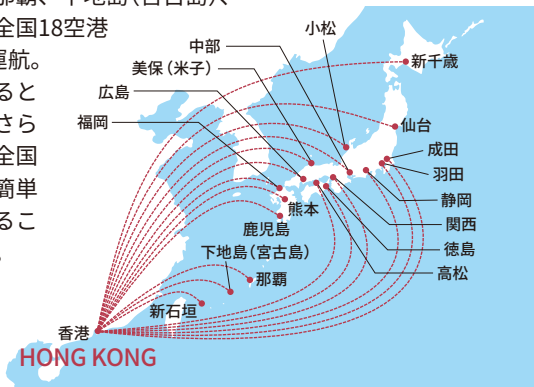 那覇、下地島(宮古島)、
全国18空港
運航。
ると
さら
全国
簡単
るこ
。
小松
中部
美保(米子)
広島
福岡
新千歳
仙台
成田
羽田
静岡
関西
徳島
高松
熊本
鹿児島
下地島(宮古島)
那覇
新石垣
香港
HONG KONG